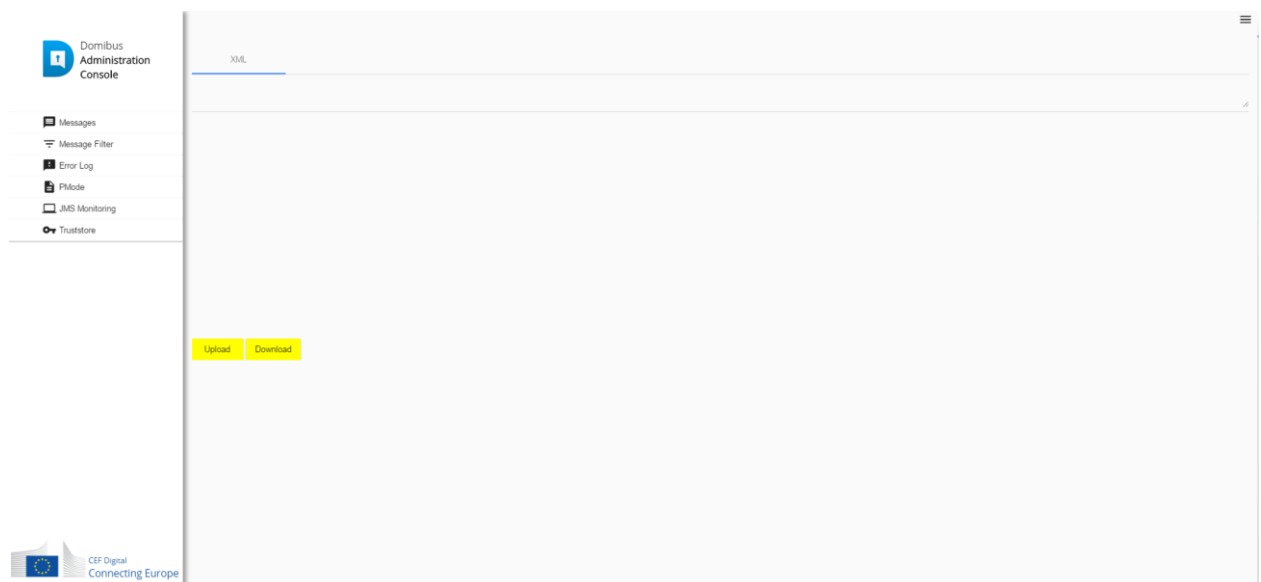 Domibus
Administration
Console
XML
Messages
Message Filter
Error Log
PMode
JMS Monitoring
Truststore
Upload Download
CEF Digital
Connecting Europe